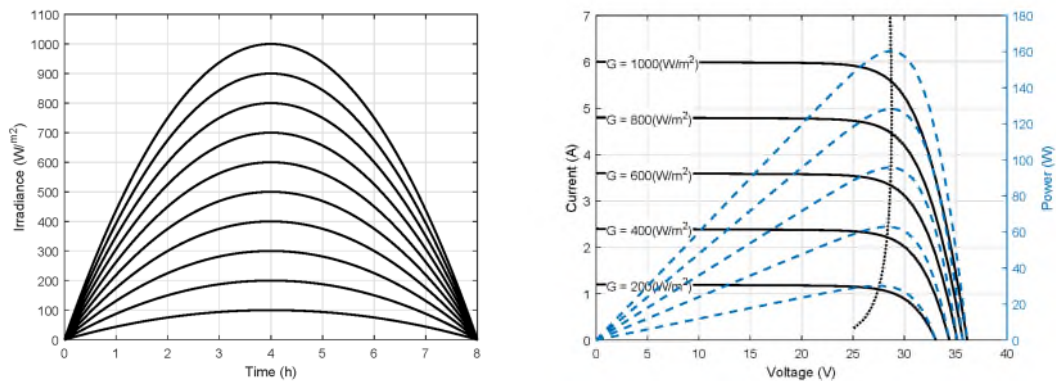 1100
1000
900
800
700
600
500
400
300
200
100
0
Irradiance (W/m2)
0 1 2 3 4 5 6 7 8
Time (h)
7
6
5
4
3
2
1
0
Current (A)
G = 1000(W/m²)
G = 800(W/m²)
G = 600(W/m²)
G = 400(W/m²)
G = 200(W/m²)
0 5 10 15 20 25 30 35 40
Voltage (V)
180
160
140
120
100
80
60
40
20
0
Power (W)